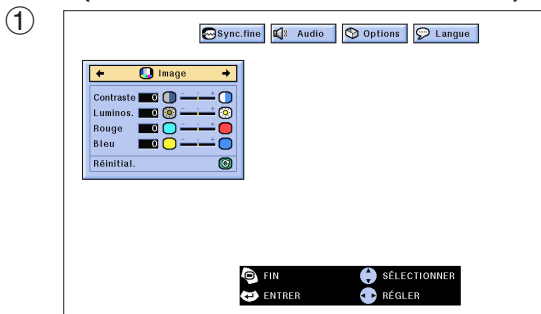 ①
Sync.fine Audio Options Langue
Image
Contraste 0
Luminos. 0
Rouge 0
Bleu 0
Réinitial.
FIN SÉLECTIONNER
ENTRER RÉGLER